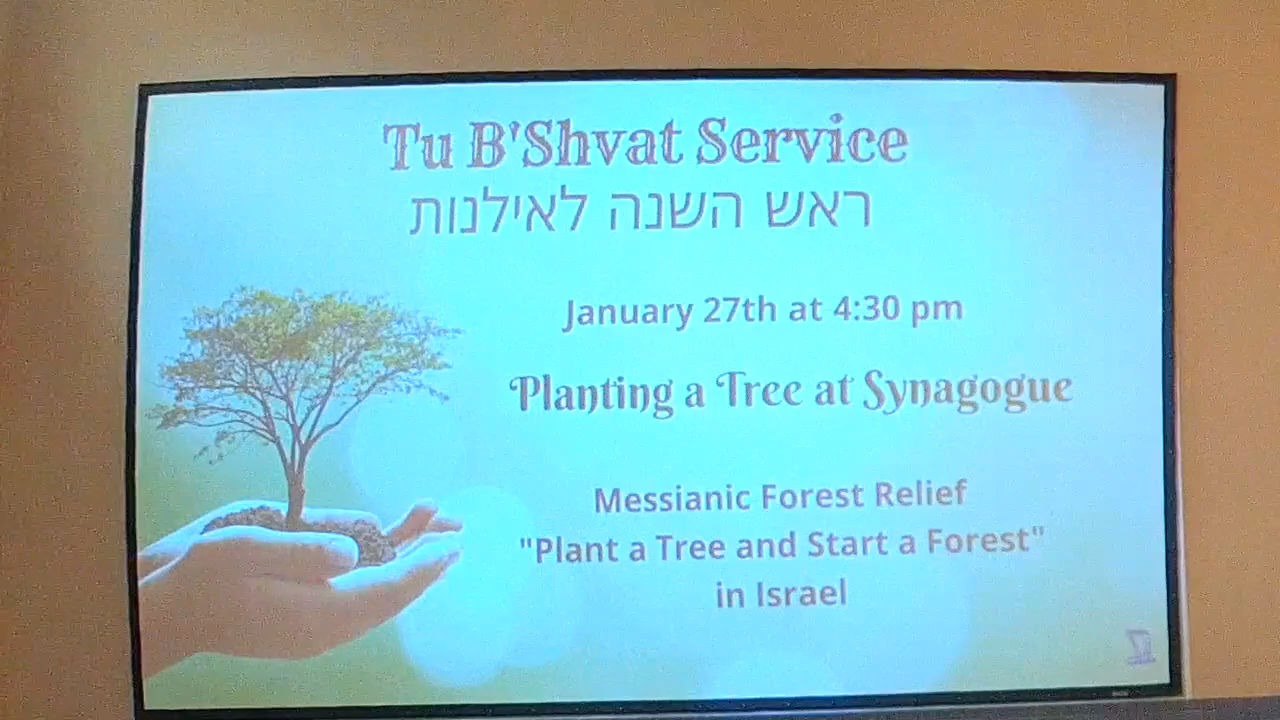 Tu B'Shvat Service
ראש השנה לאילנות
January 27th at 4:30 pm
Planting a Tree at Synagogue
Messianic Forest Relief
"Plant a Tree and Start a Forest"
in Israel